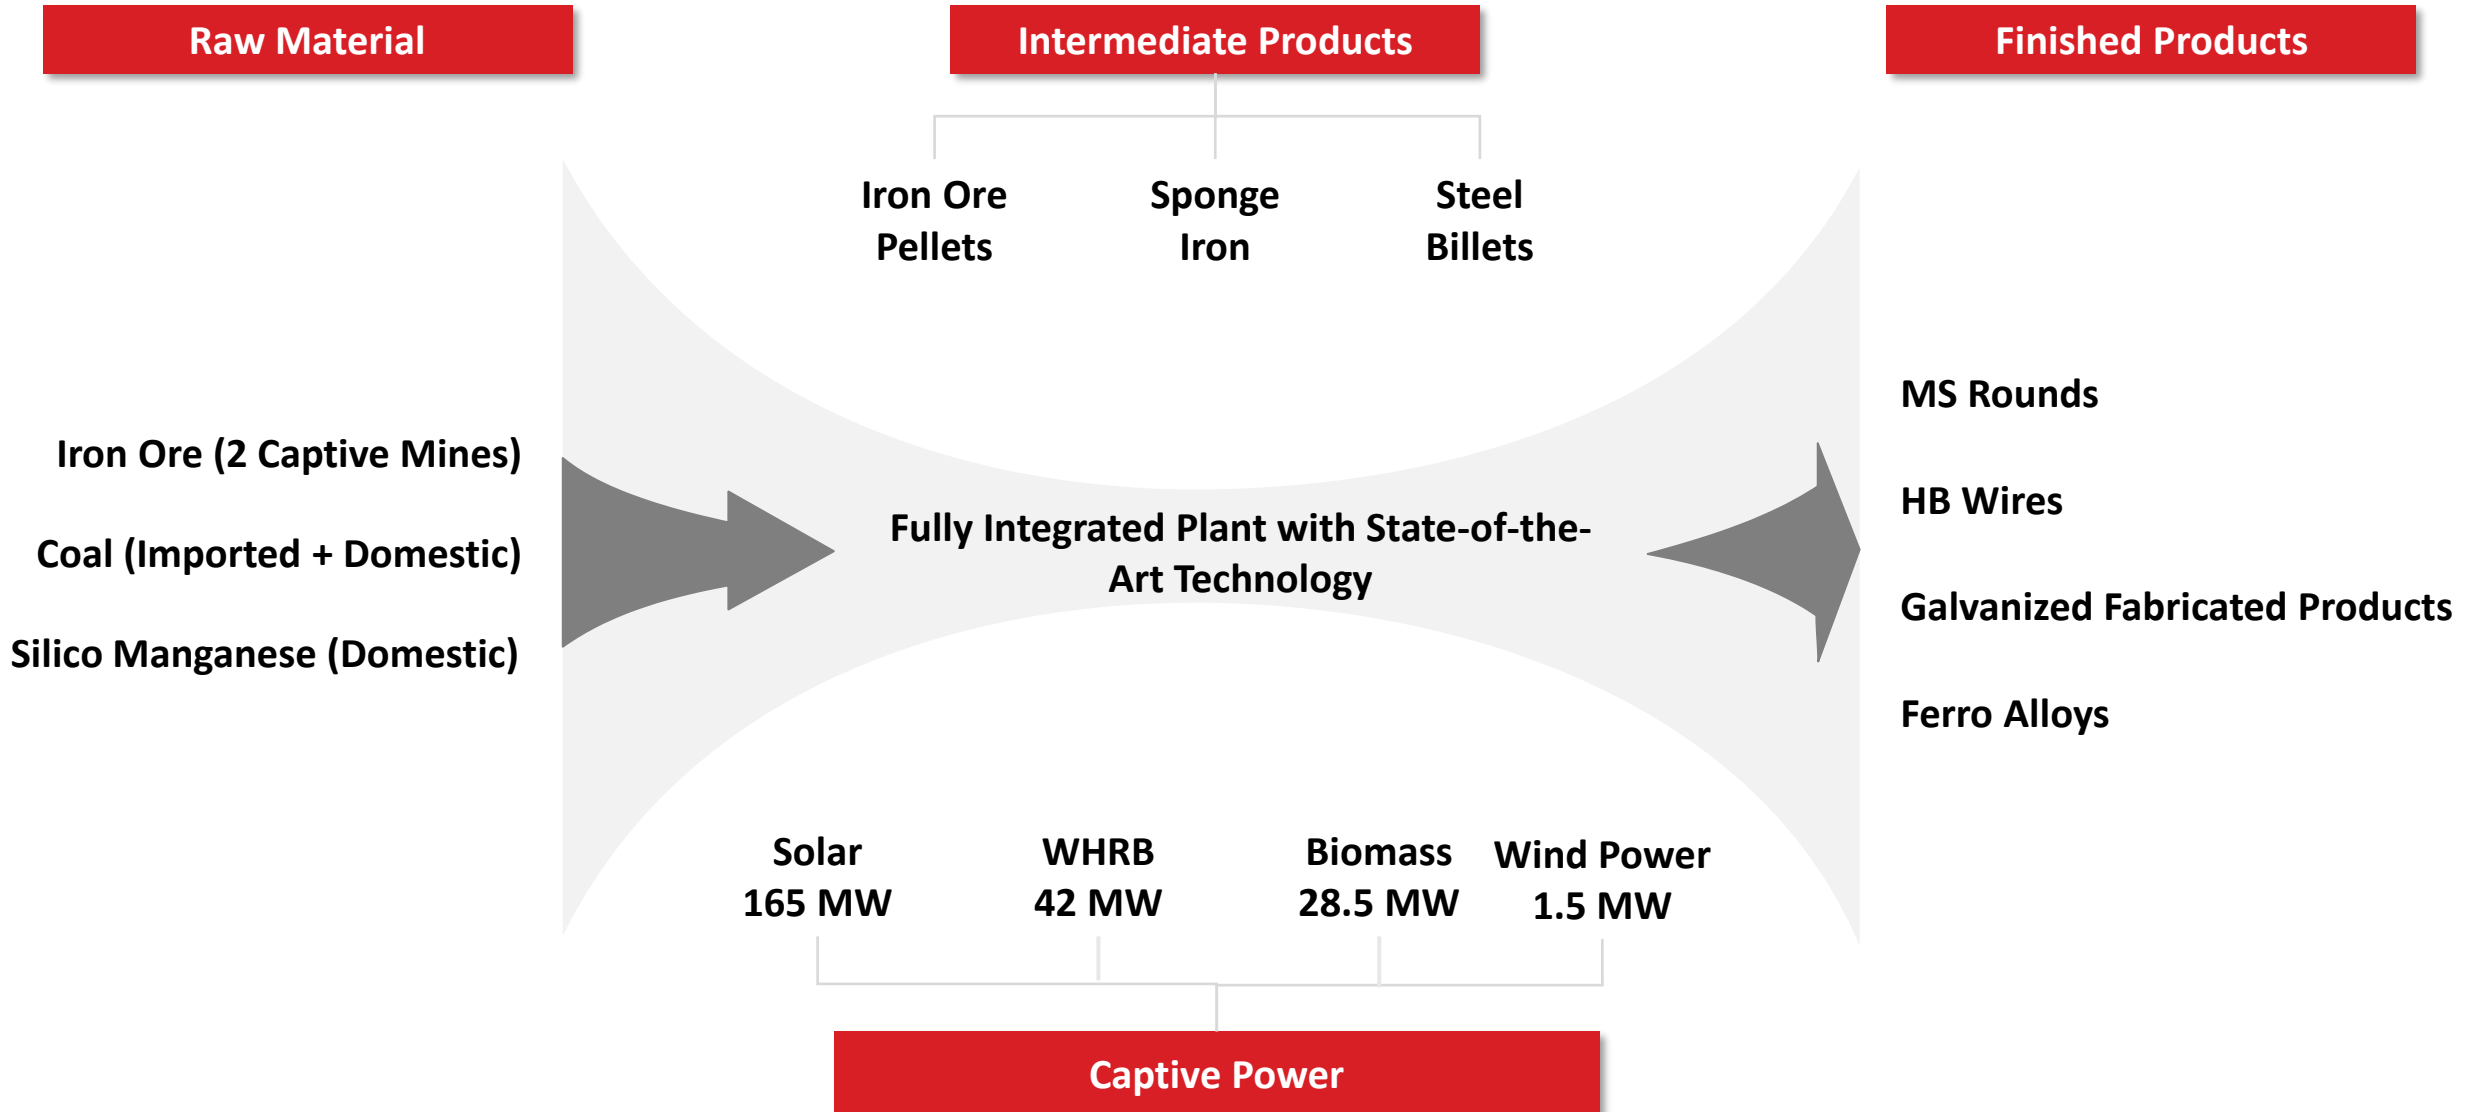 Raw Material
Intermediate Products
Finished Products
Iron Ore
Pellets
Sponge
Iron
Steel
Billets
Iron Ore (2 Captive Mines)
Coal (Imported + Domestic)
Silico Manganese (Domestic)
Fully Integrated Plant with State-of-the-
Art Technology
MS Rounds
HB Wires
Galvanized Fabricated Products
Ferro Alloys
Solar
165 MW
WHRB
42 MW
Biomass
28.5 MW
Wind Power
1.5 MW
Captive Power